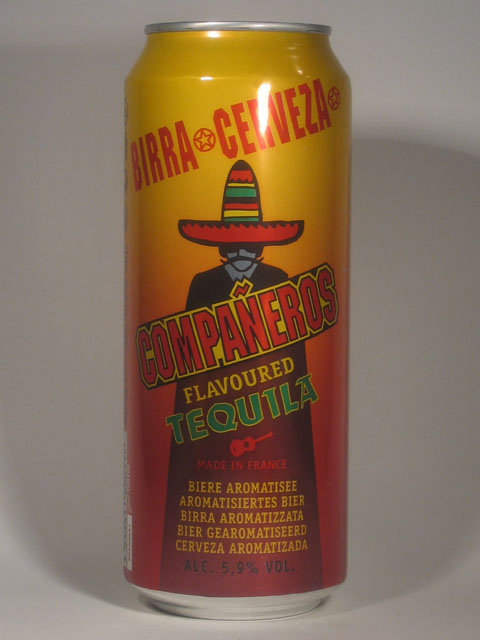 BIRRA CERVEZA
COMPAÑEROS
FLAVOURED
TEQUILA
MADE IN FRANCE
BIERE AROMATISEE
AROMATISIERTES BIER
BIRRA AROMATIZZATA
BIER GEAROMATISEERD
CERVEZA AROMATIZADA
ALC. 5,9% VOL.